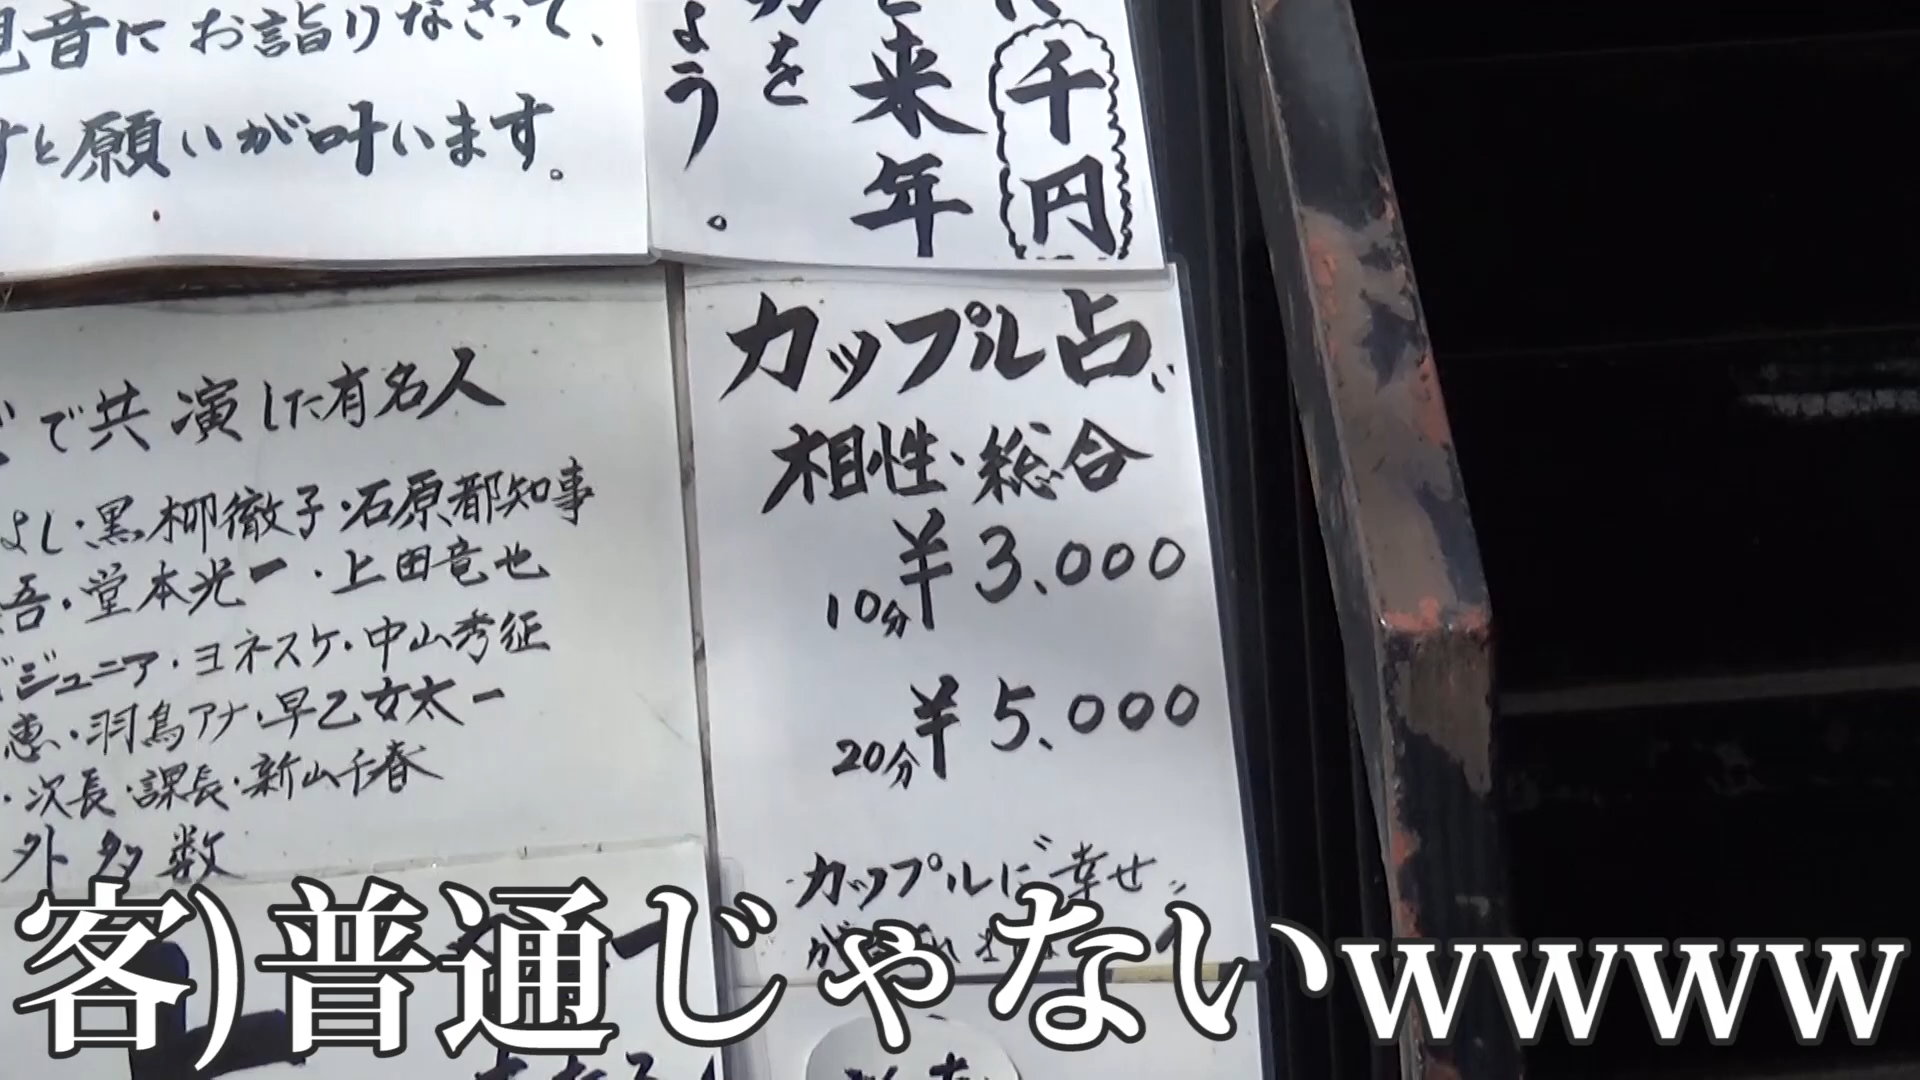 観音にお詣りなさって、
すと願いが叶います。
千円
来年
力を
よう。
で共演した有名人
よし・黒柳徹子・石原都知事
吾・堂本光一・上田竜也
ジュニア・ヨネスケ・中山秀征
恵・羽鳥アナ・早乙女太一
・次長・課長・新山千春
外多数
カップル占い
相性・総合
10分¥3,000
20分¥5,000
カップルに幸せ
客)普通じゃないwwww